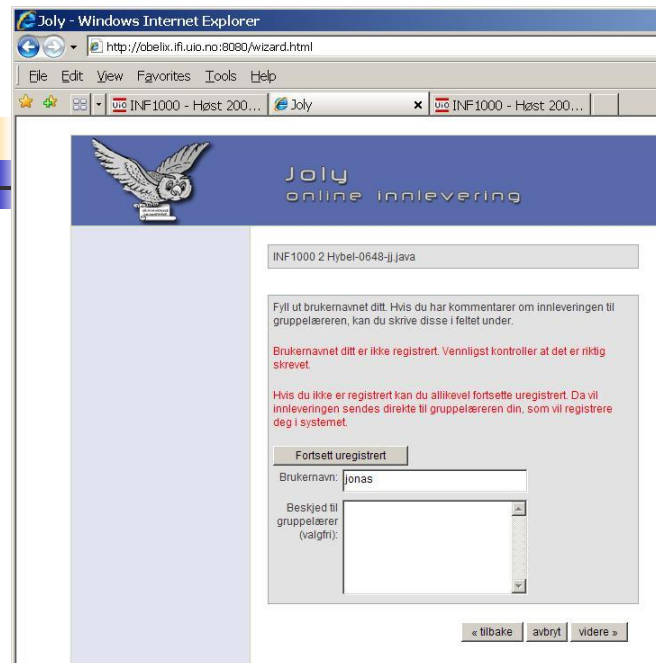 Joly - Windows Internet Explorer
http://obelix.ifi.uio.no:8080/wizard.html
File Edit View Favorites Tools Help
UiO INF1000 - Høst 200... Joly x UiO INF1000 - Høst 200...
Joly
online innlevering
INF1000 2 Hybel-0648-jj.java
Fyll ut brukernavnet ditt. Hvis du har kommentarer om innleveringen til
gruppelæreren, kan du skrive disse i feltet under.
Brukernavnet ditt er ikke registrert. Vennligst kontroller at det er riktig
skrevet.
Hvis du ikke er registrert kan du allikevel fortsette uregistrert. Da vil
innleveringen sendes direkte til gruppelæreren din, som vil registrere
deg i systemet.
Fortsett uregistrert
Brukernavn: jonas
Beskjed til
gruppelærer
(valgfri):
« tilbake avbryt videre »